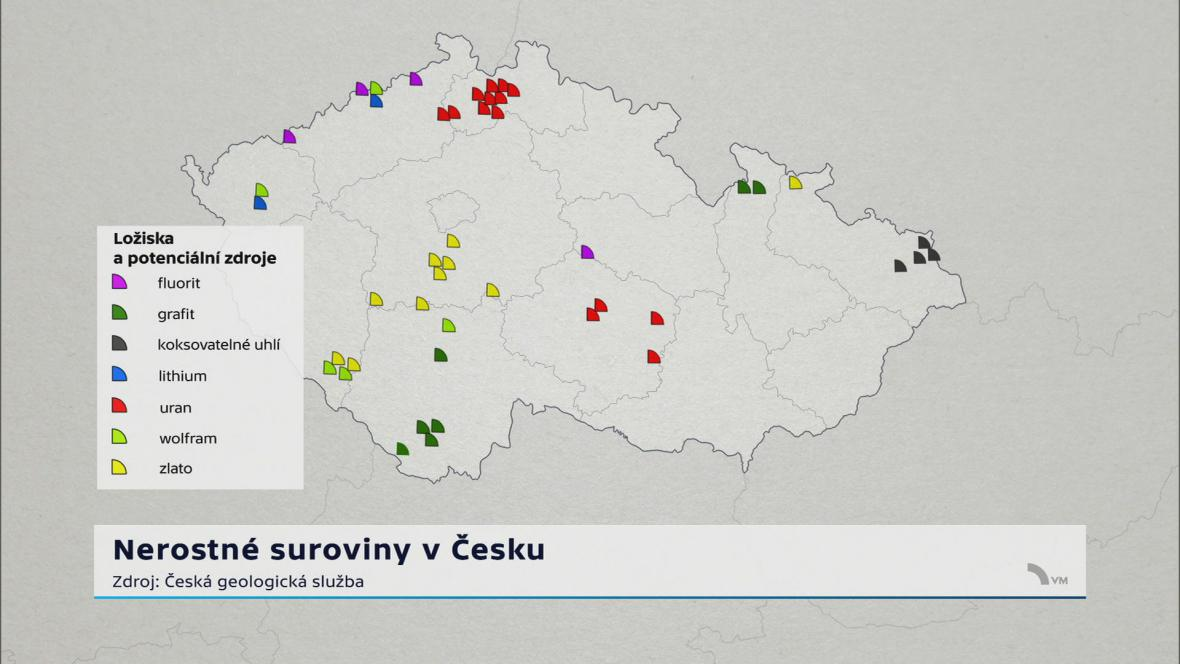 Ložiska
a potenciální zdroje
fluorit
grafit
koksovatelné uhlí
lithium
uran
wolfram
zlato
Nerostné suroviny v Česku
Zdroj: Česká geologická služba
VM